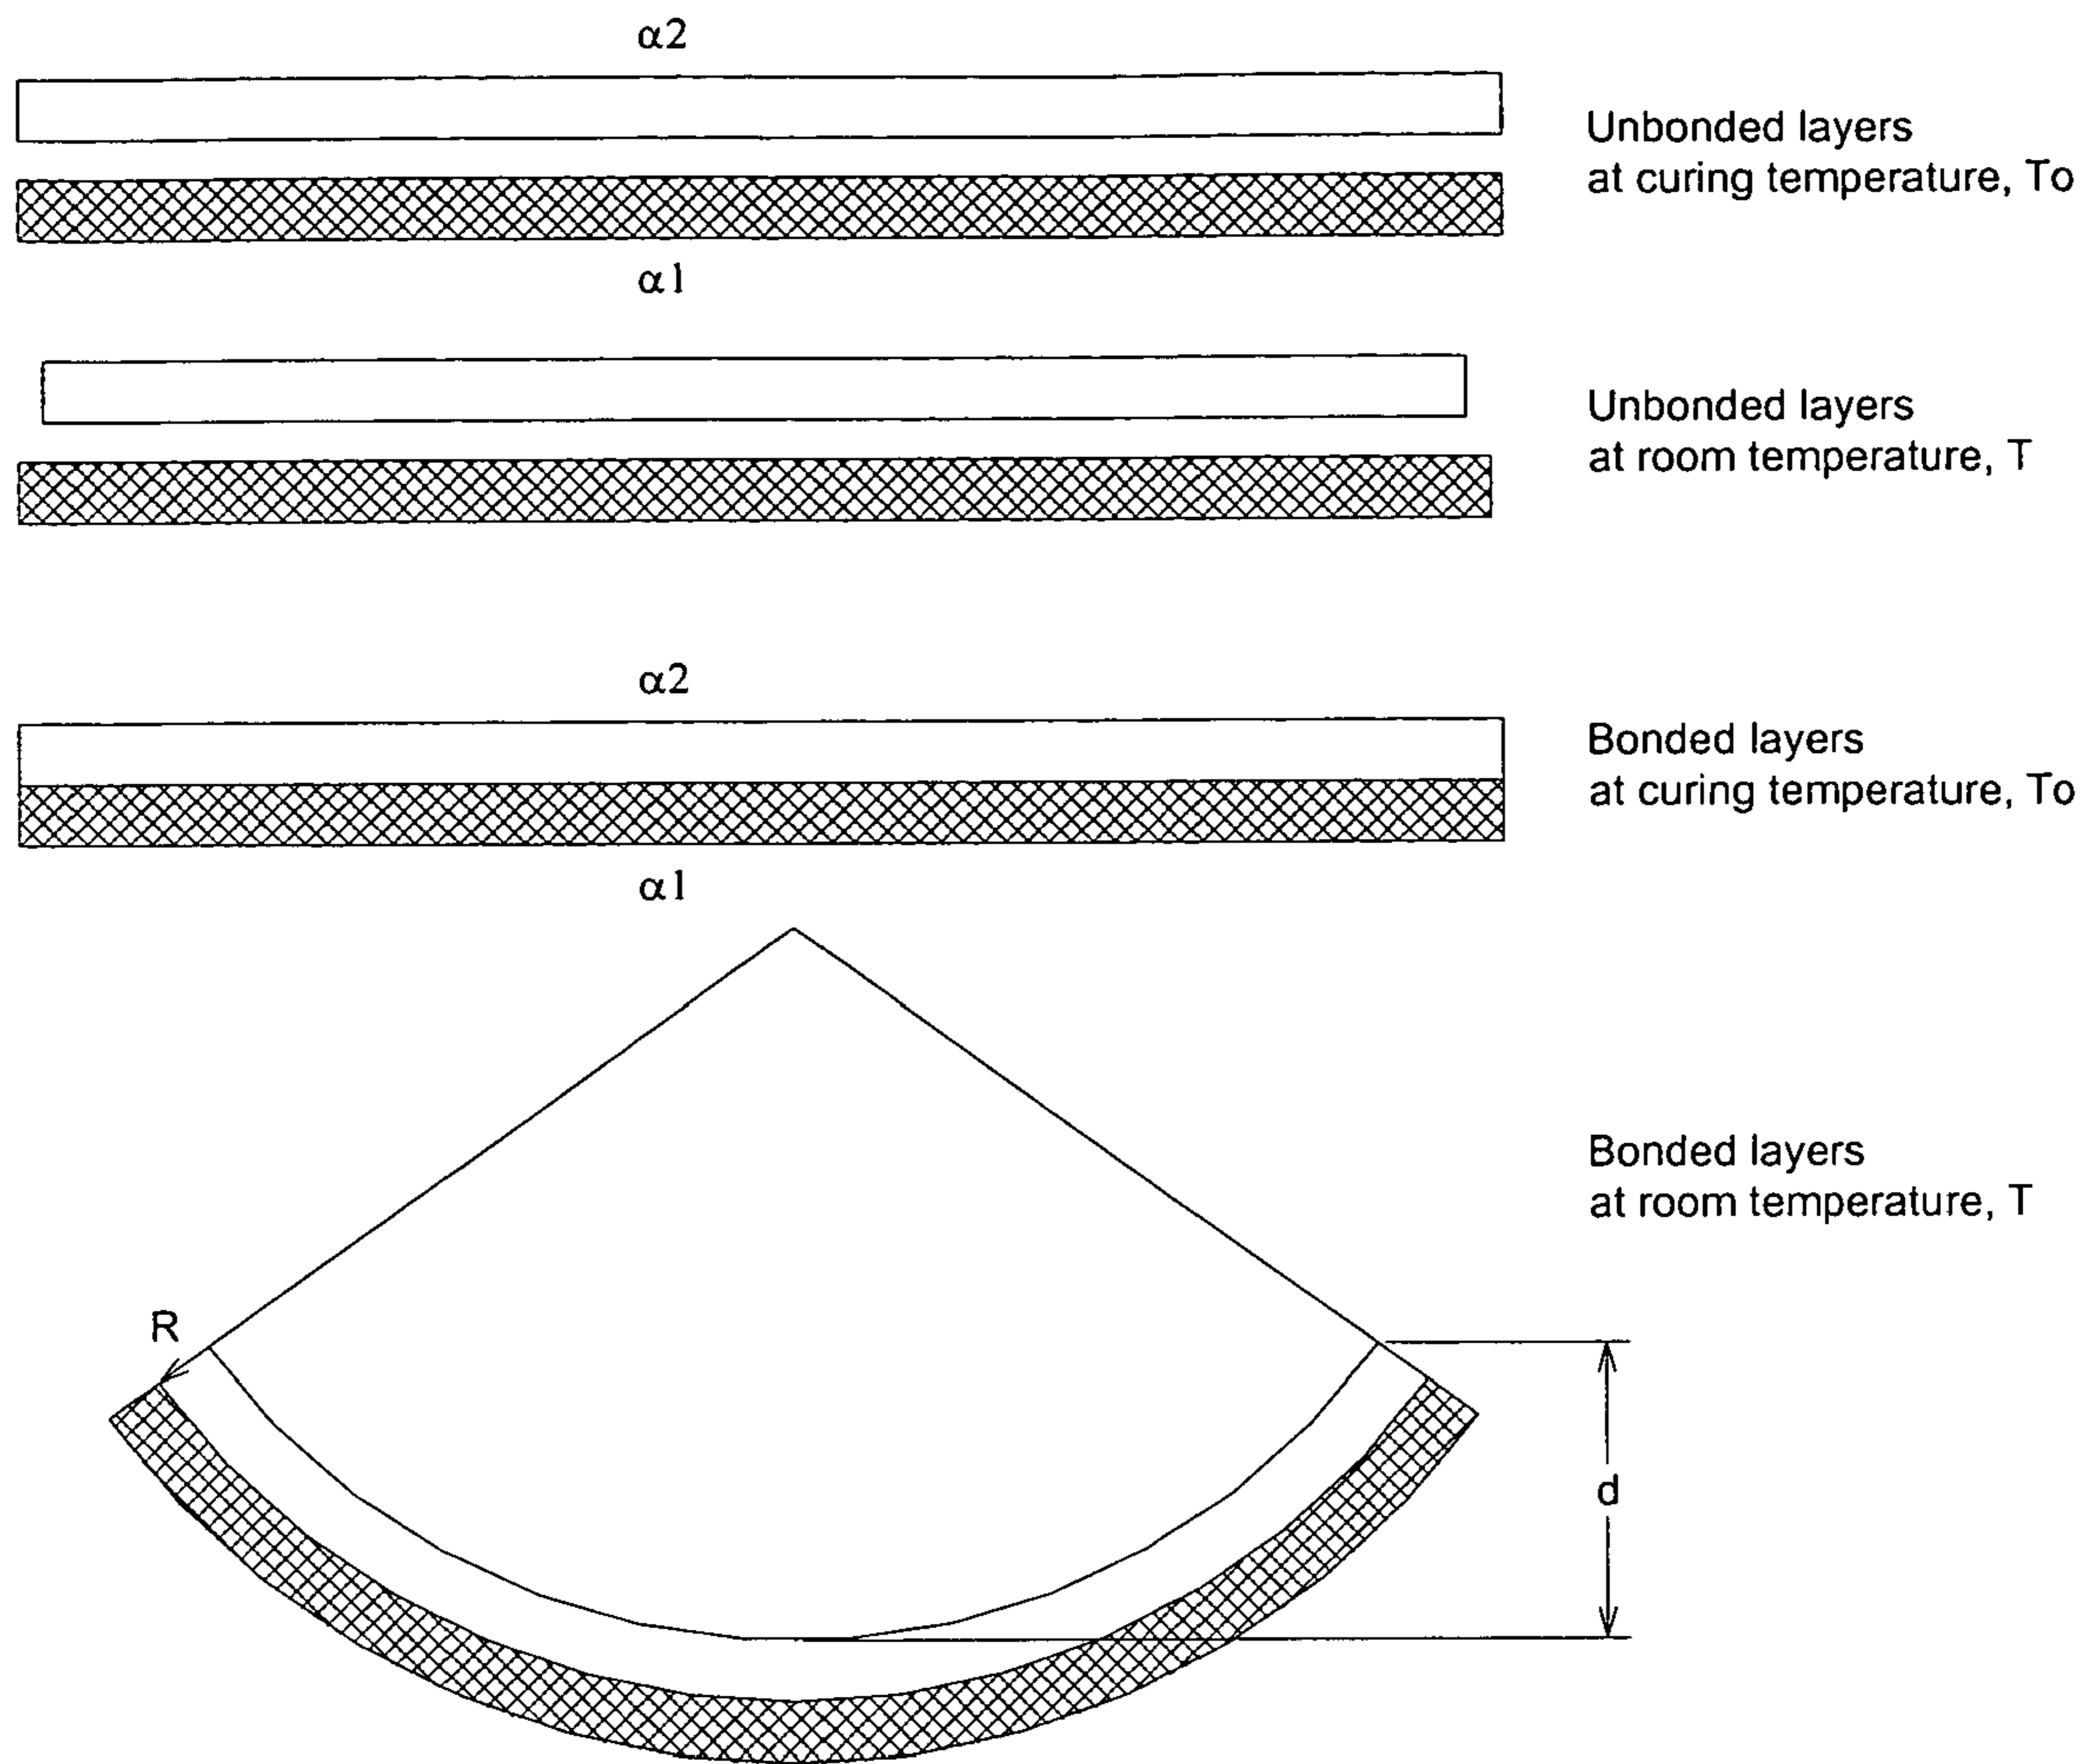 α2
Unbonded layers
at curing temperature, To
α1
Unbonded layers
at room temperature, T
α2
Bonded layers
at curing temperature, To
α1
Bonded layers
at room temperature, T
R
d